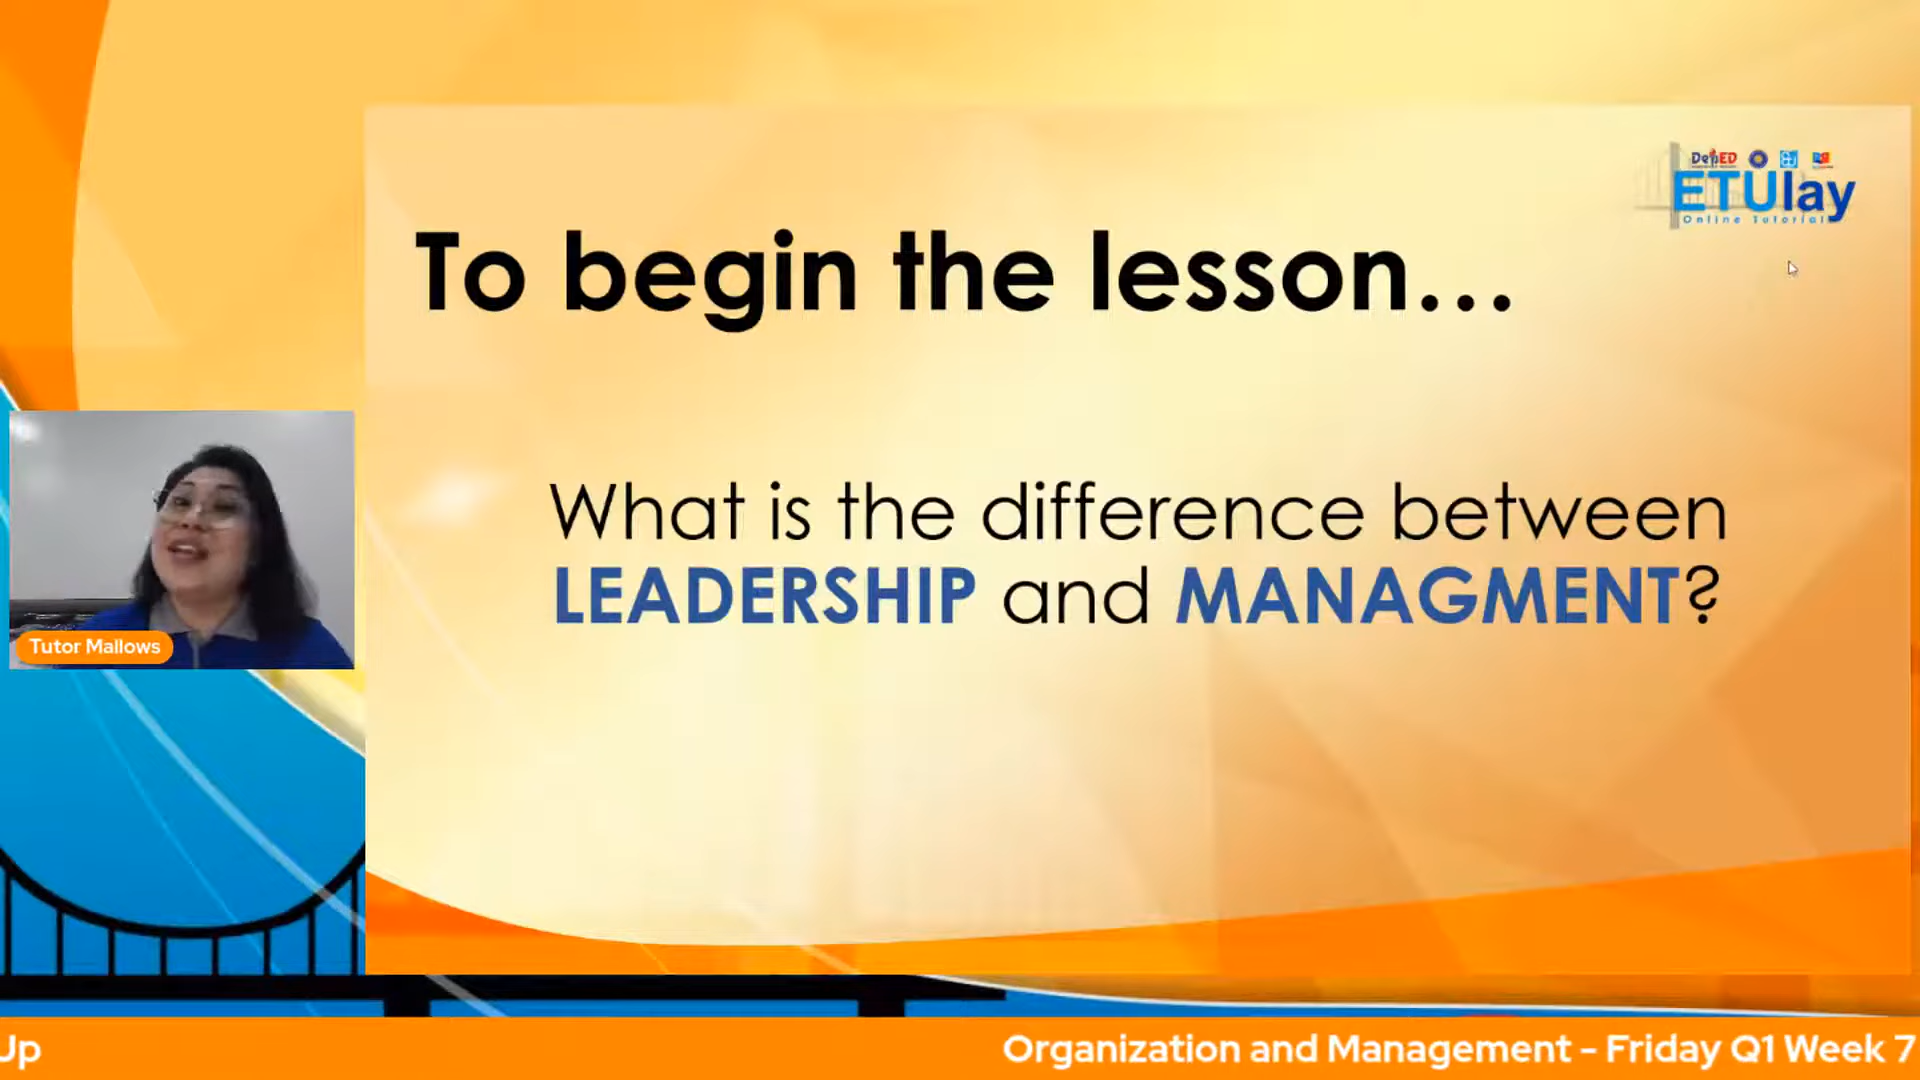 DepED
ETUlay
Online Tutorial
To begin the lesson...
What is the difference between
LEADERSHIP and MANAGMENT?
Tutor Mallows
Up
Organization and Management - Friday Q1 Week 7